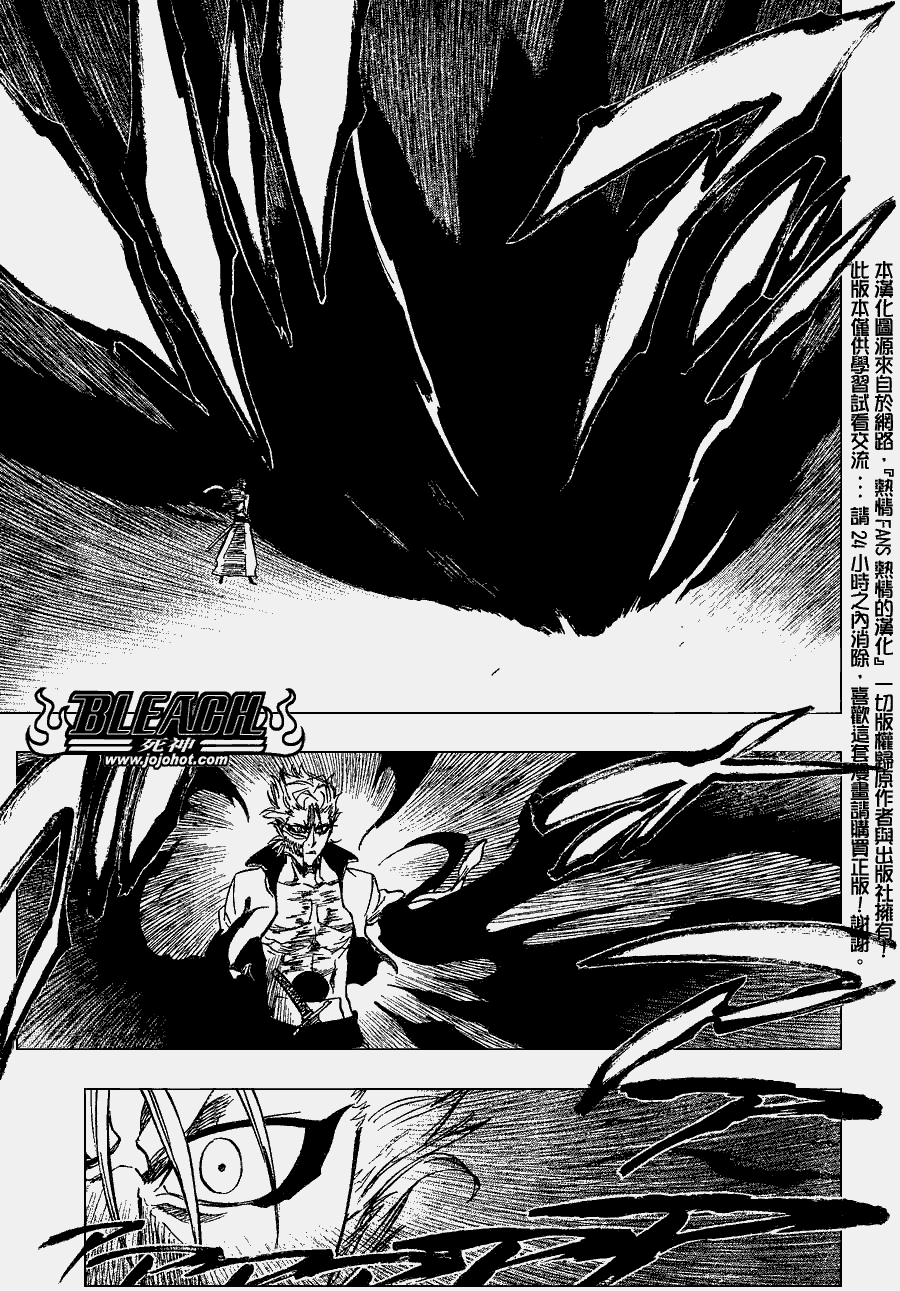 本漢化圖源來自於網路，『熱情FANS熱情的漢化』一切版權歸原作者與出版社擁有！
此版本僅供學習試看交流… 請24小時之內消除，喜歡這套漫畫請購買正版！謝謝。
BLEACH
死神
www.jojohot.com